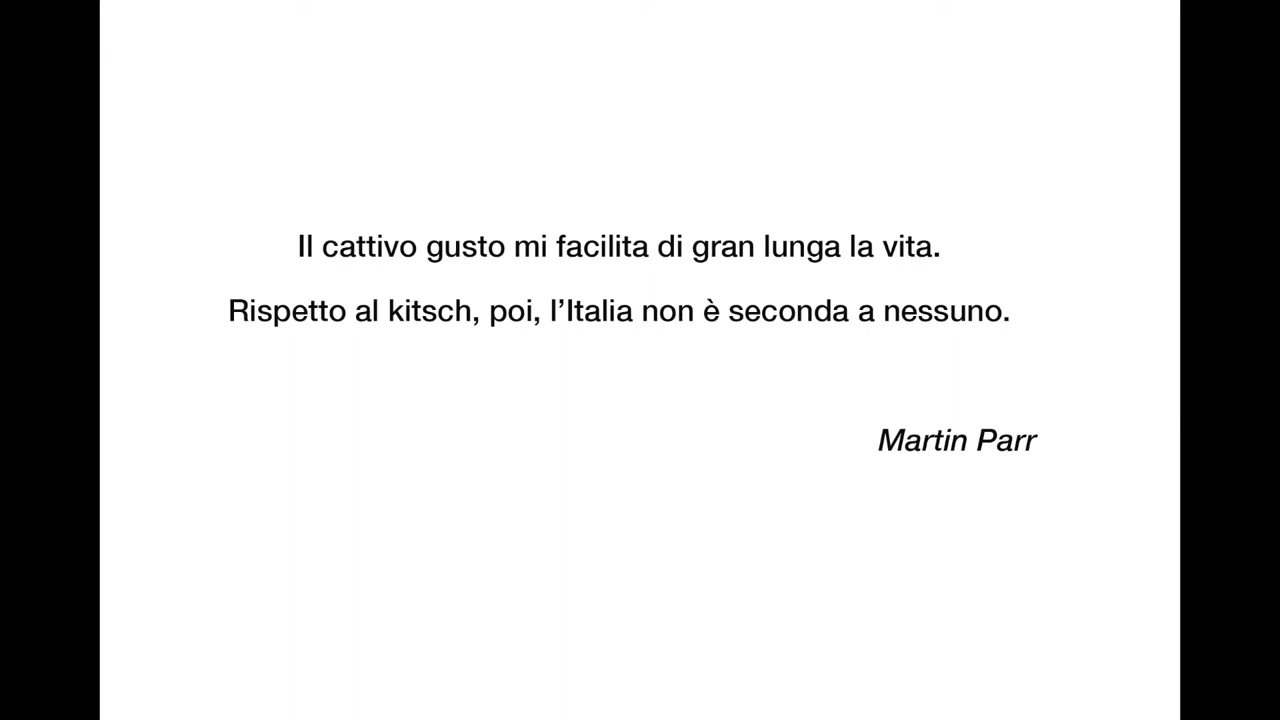 Il cattivo gusto mi facilita di gran lunga la vita.
Rispetto al kitsch, poi, l’Italia non è seconda a nessuno.
Martin Parr